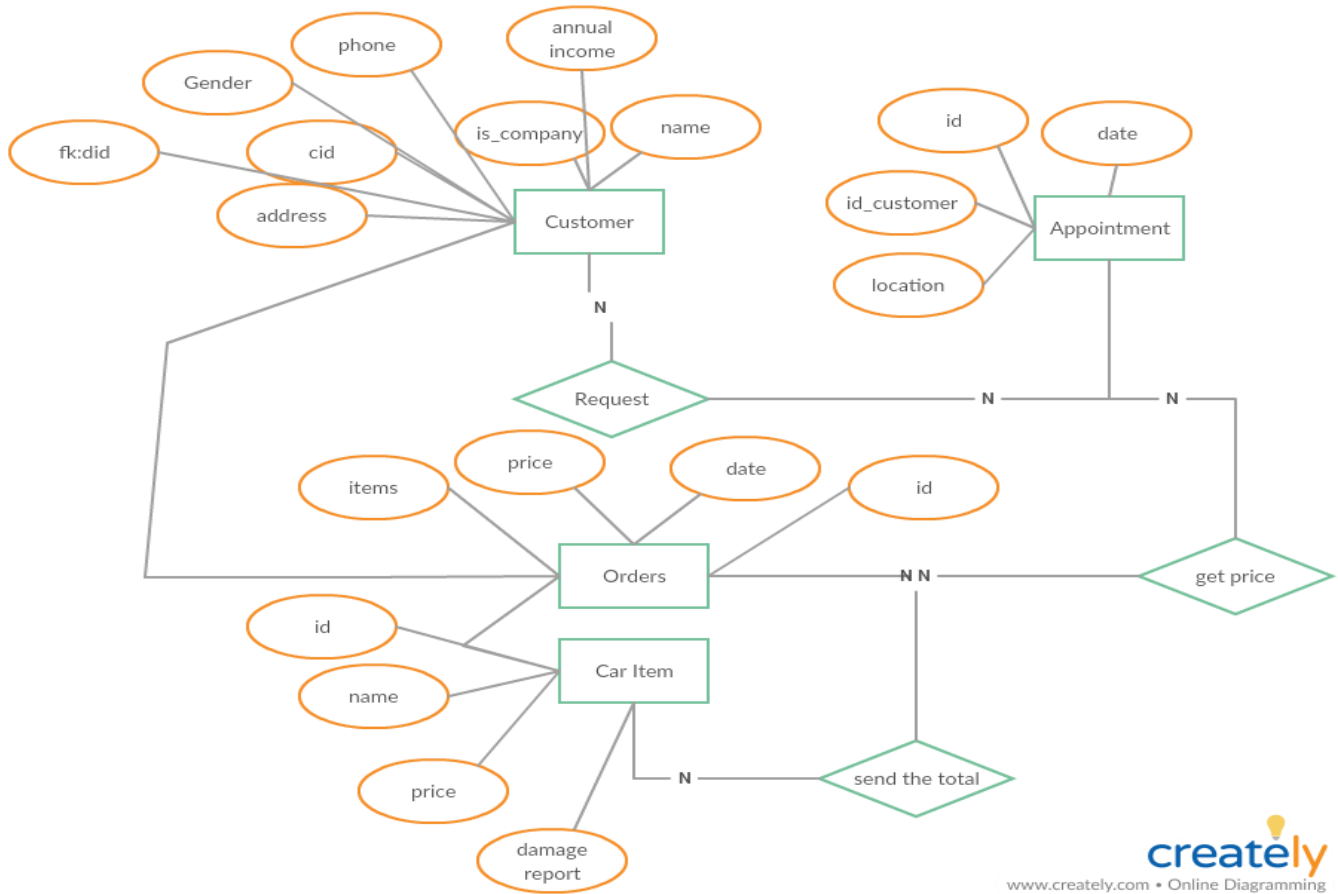 annual
income
phone
Gender
is_company
name
fk:did
cid
address
Customer
id
date
id_customer
Appointment
location
N
Request
N
N
price
date
items
id
Orders
N N
get price
id
Car Item
name
price
N
send the total
damage
report
creately
www.creately.com • Online Diagramming